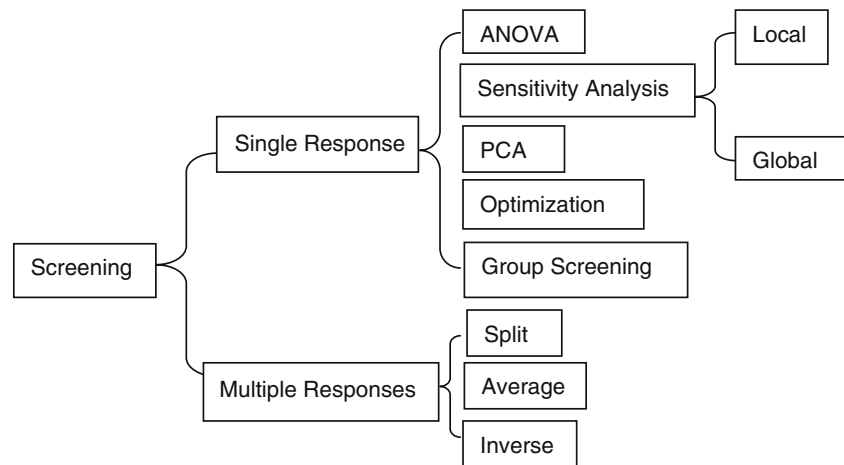 ANOVA
Local
Sensitivity Analysis
Single Response
PCA
Global
Optimization
Screening
Group Screening
Split
Multiple Responses
Average
Inverse